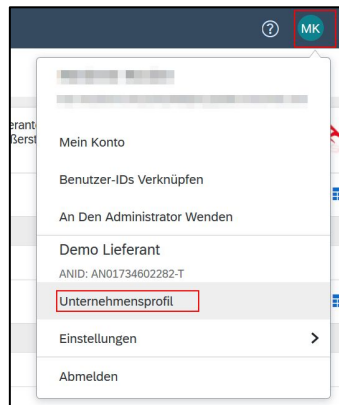 MK
Mein Konto
Benutzer-IDs Verknüpfen
An Den Administrator Wenden
Demo Lieferant
ANID: AN01734602282-T
Unternehmensprofil
Einstellungen
Abmelden